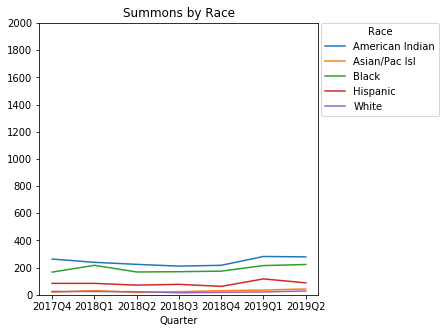 Summons by Race
2000
1800
1600
1400
1200
1000
800
600
400
200
0
2017Q4 2018Q1 2018Q2 2018Q3 2018Q4 2019Q1 2019Q2
Quarter
Race
American Indian
Asian/Pac Isl
Black
Hispanic
White